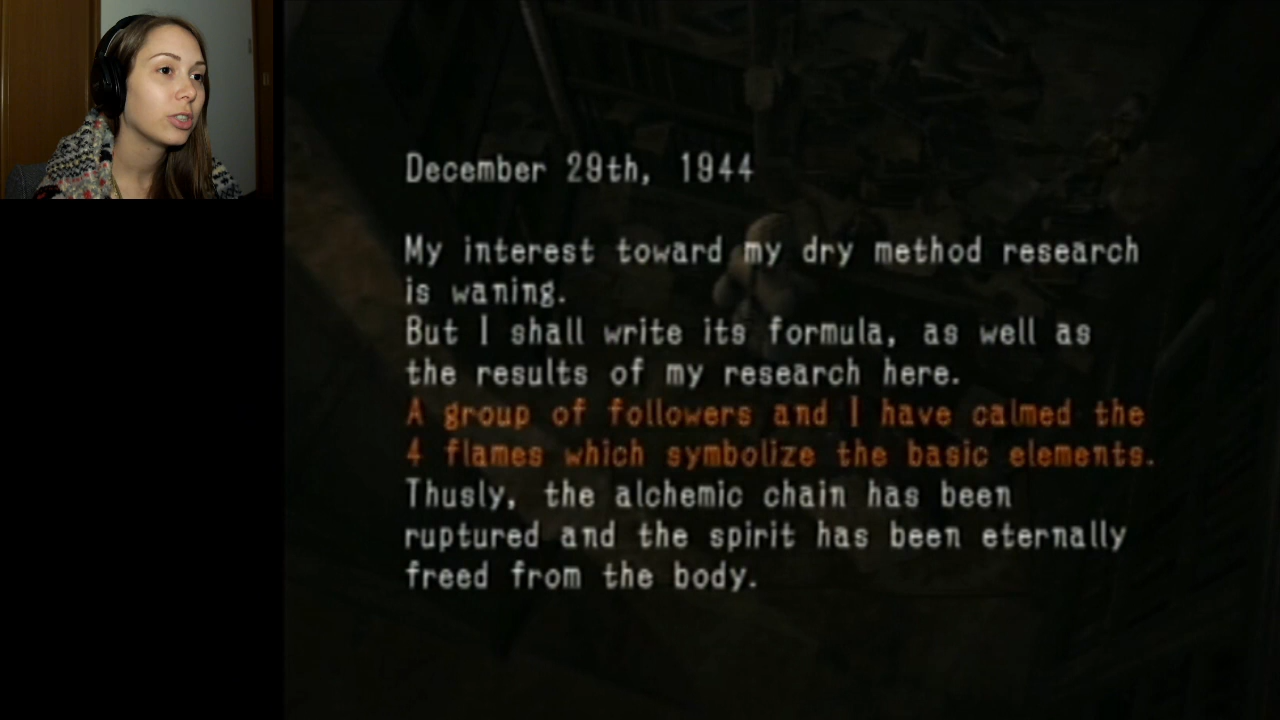 December 29th, 1944
My interest toward my dry method research
is waning.
But I shall write its formula, as well as
the results of my research here.
A group of followers and I have calmed the
4 flames which symbolize the basic elements.
Thusly, the alchemic chain has been
ruptured and the spirit has been eternally
freed from the body.